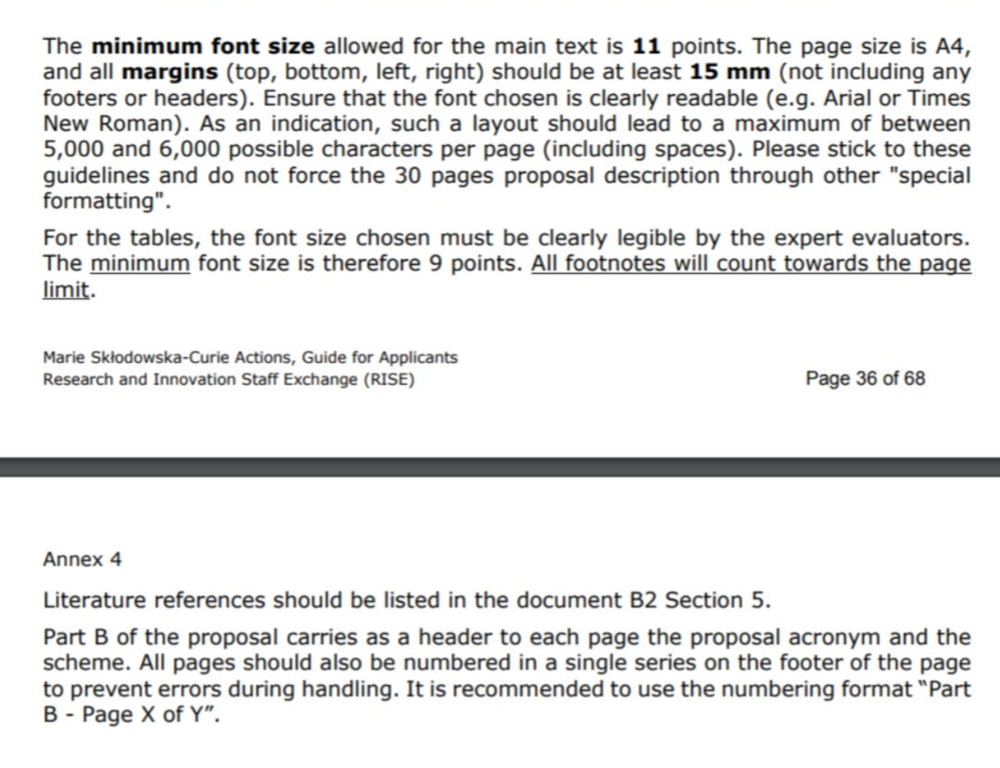 The minimum font size allowed for the main text is 11 points. The page size is A4,
and all margins (top, bottom, left, right) should be at least 15 mm (not including any
footers or headers). Ensure that the font chosen is clearly readable (e.g. Arial or Times
New Roman). As an indication, such a layout should lead to a maximum of between
5,000 and 6,000 possible characters per page (including spaces). Please stick to these
guidelines and do not force the 30 pages proposal description through other "special
formatting".
For the tables, the font size chosen must be clearly legible by the expert evaluators.
The minimum font size is therefore 9 points. All footnotes will count towards the page
limit.
Marie Skłodowska-Curie Actions, Guide for Applicants
Research and Innovation Staff Exchange (RISE)
Page 36 of 68
Annex 4
Literature references should be listed in the document B2 Section 5.
Part B of the proposal carries as a header to each page the proposal acronym and the
scheme. All pages should also be numbered in a single series on the footer of the page
to prevent errors during handling. It is recommended to use the numbering format “Part
B - Page X of Y”.